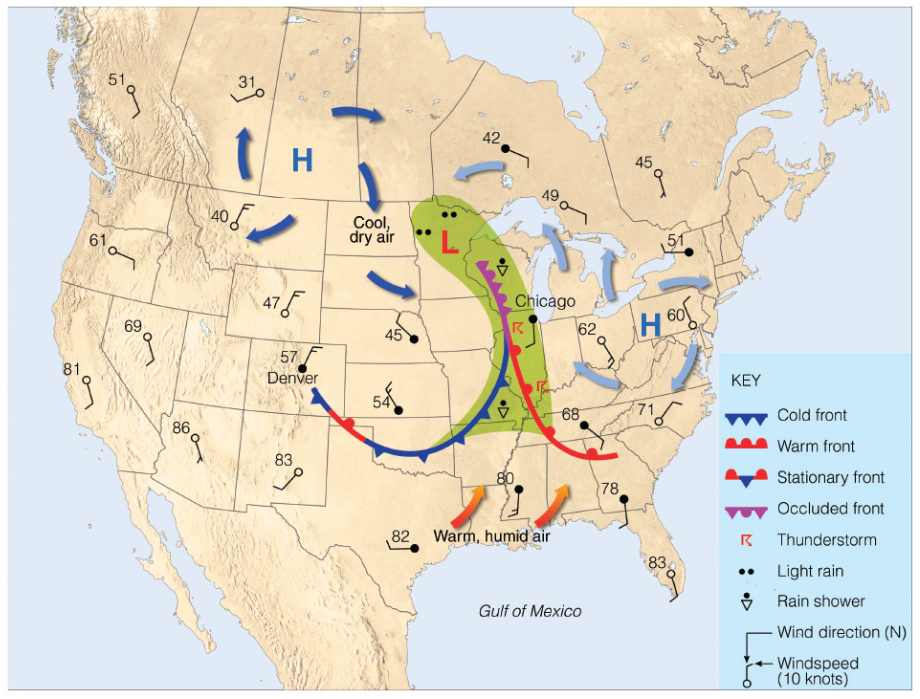 51
31
H
42
45
40
Cool,
dry air
L
49
61
51
47
Chicago
H
60
69
45
62
57
Denver
81
54
68
71
86
83
80
78
82
Warm, humid air
83
Gulf of Mexico
KEY
Cold front
Warm front
Stationary front
Occluded front
Thunderstorm
Light rain
Rain shower
Wind direction (N)
Windspeed
(10 knots)